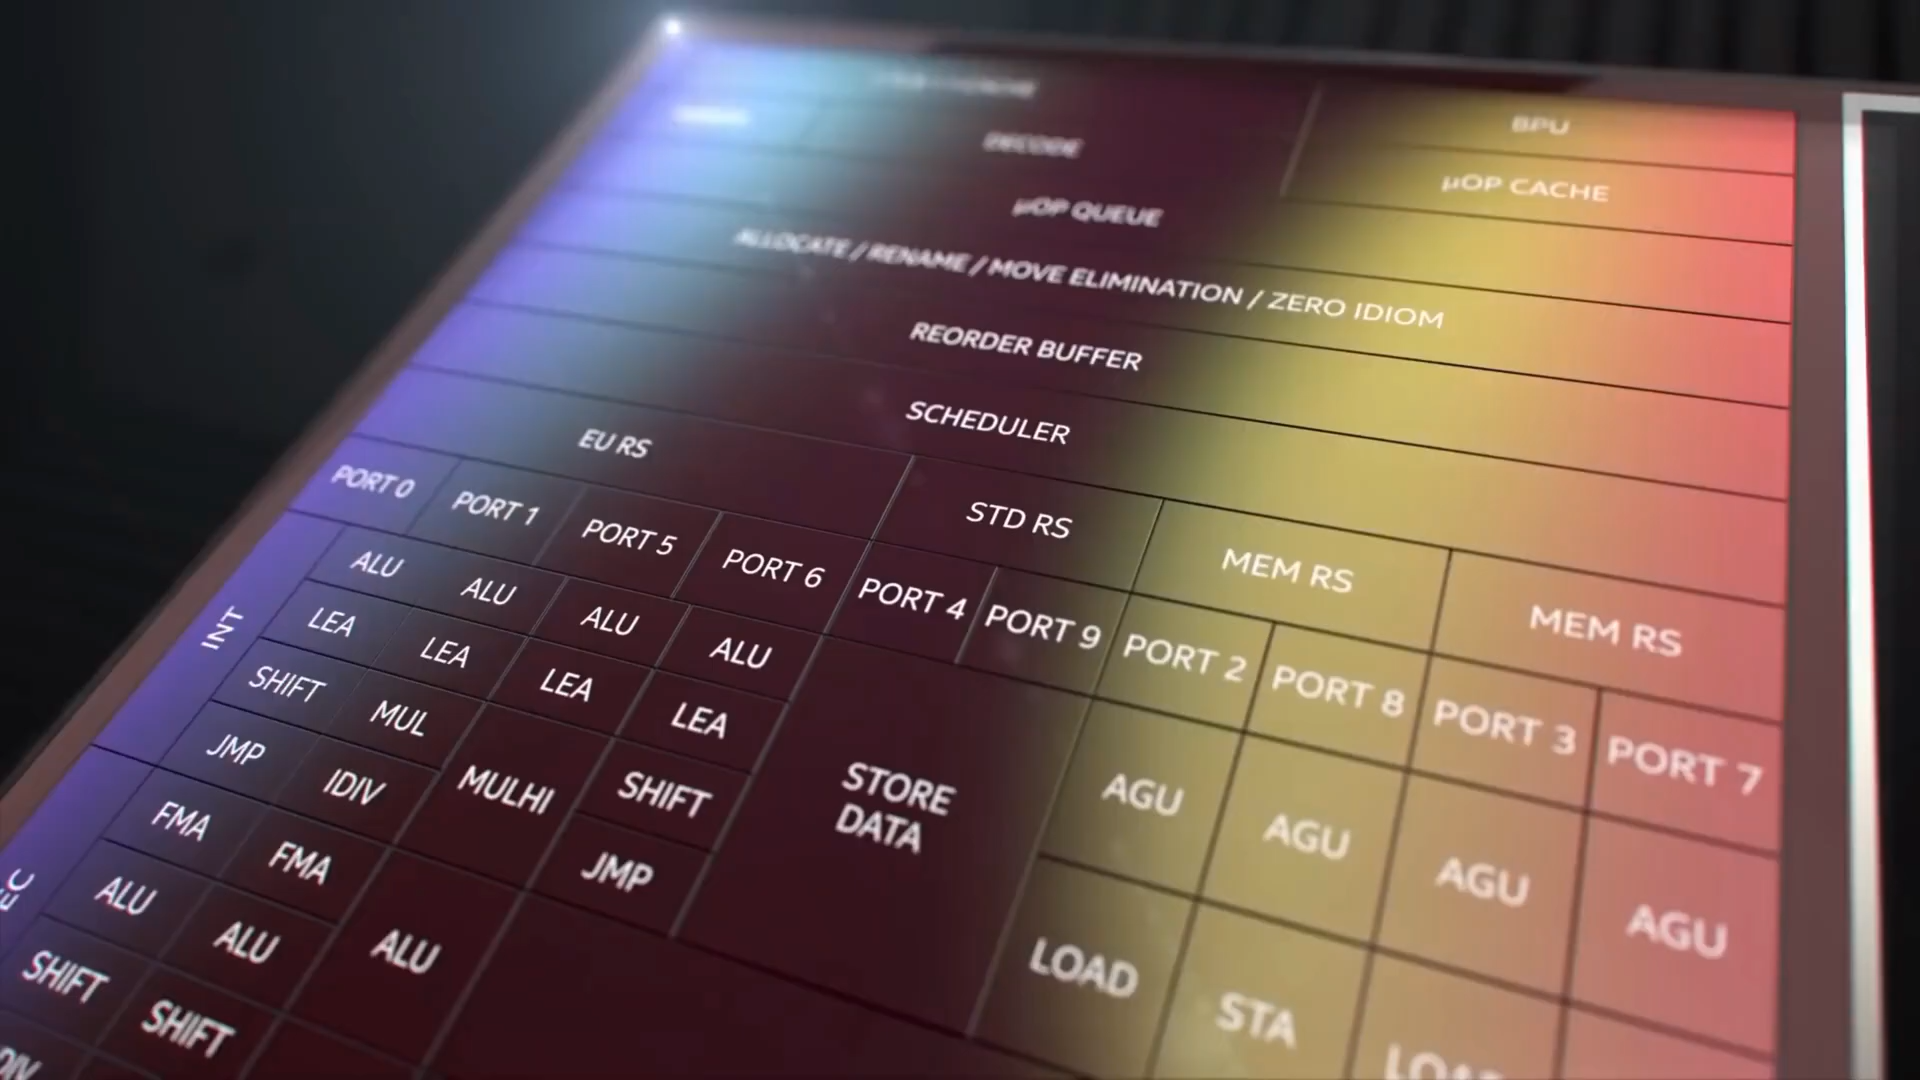 DECODE
BPU
µOP CACHE
µOP QUEUE
ALLOCATE / RENAME / MOVE ELIMINATION / ZERO IDIOM
REORDER BUFFER
SCHEDULER
EU RS
STD RS
MEM RS
MEM RS
PORT 0
PORT 1
PORT 5
PORT 6
PORT 4
PORT 9
PORT 2
PORT 8
PORT 3
PORT 7
INT
ALU
ALU
ALU
ALU
LEA
LEA
LEA
LEA
SHIFT
MUL
MULHI
SHIFT
JMP
IDIV
JMP
STORE
DATA
AGU
AGU
AGU
AGU
FMA
FMA
ALU
ALU
ALU
LOAD
STA
SHIFT
SHIFT